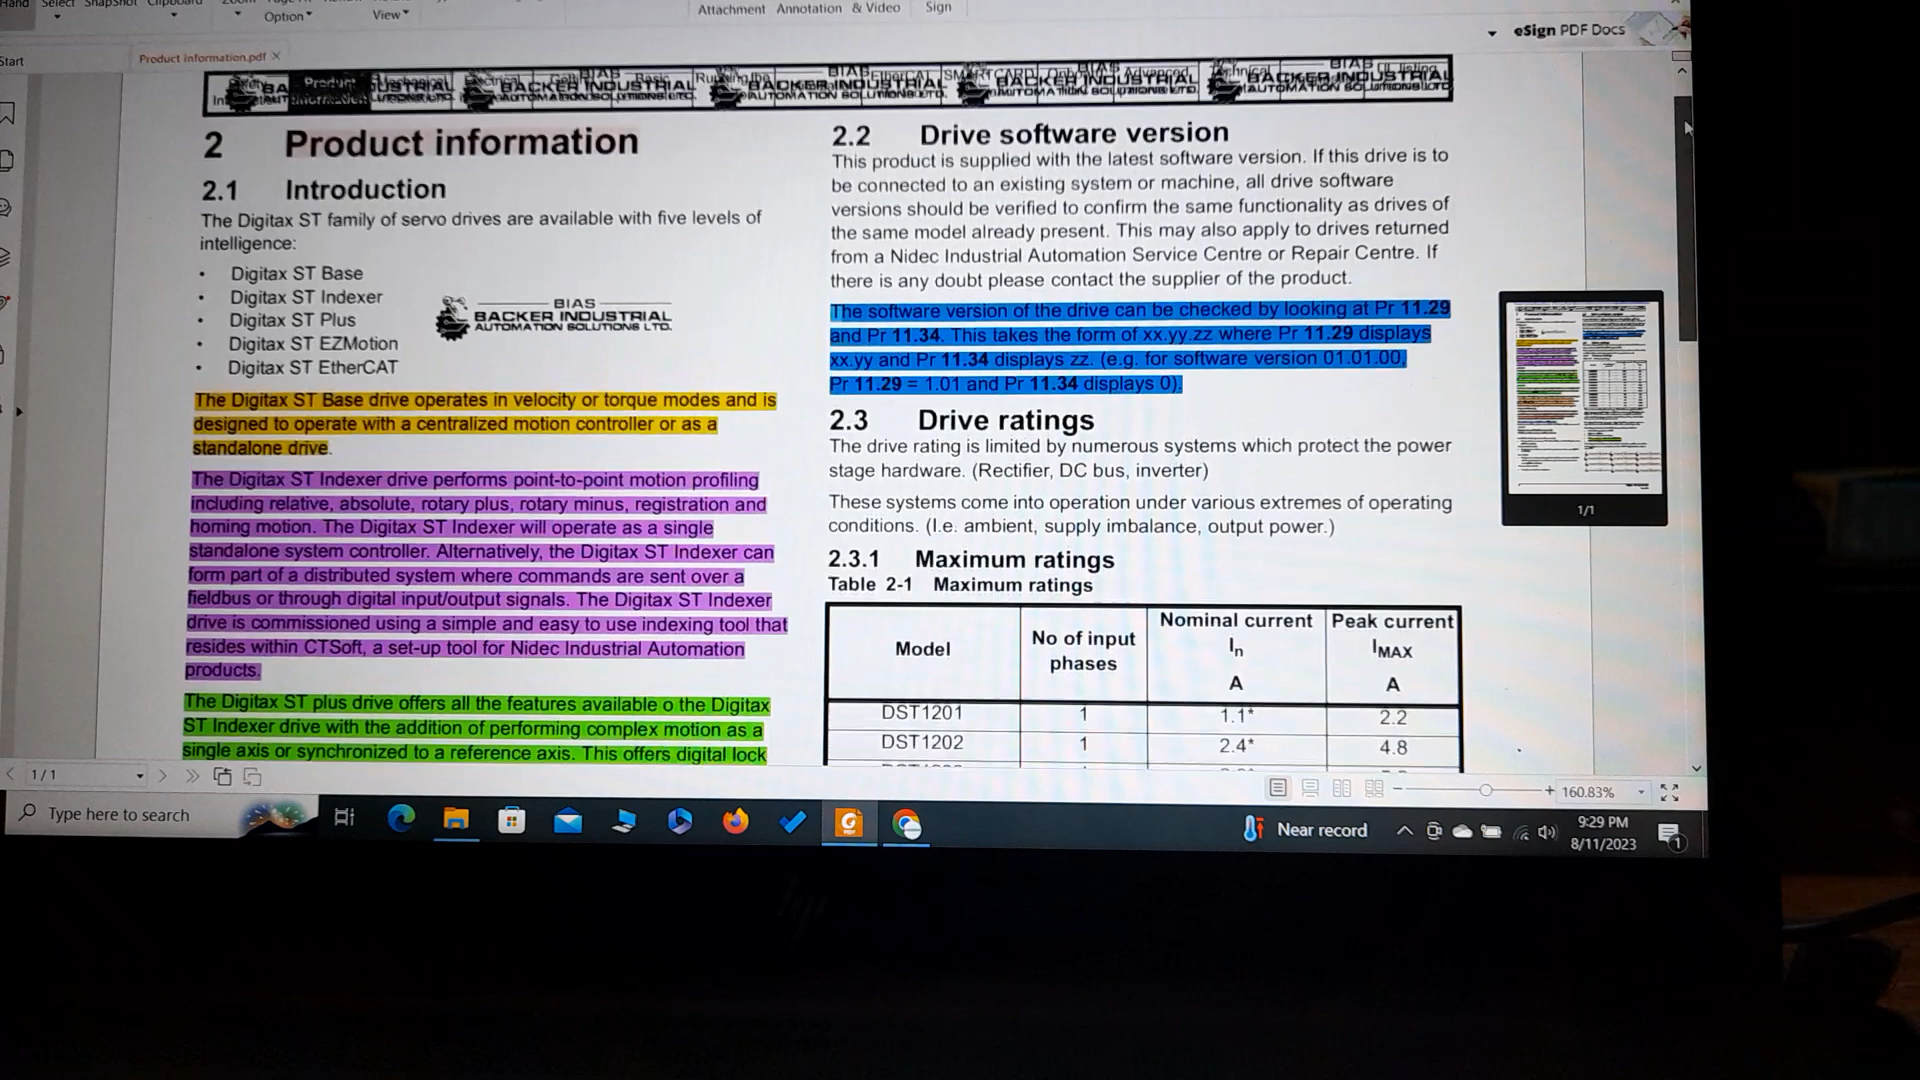 Hand Select SnapShot Clipboard
Option
View
Attachment Annotation & Video Sign
eSign PDF Docs
Start
Product information.pdf
2 Product information
2.1 Introduction
The Digitax ST family of servo drives are available with five levels of
intelligence:
• Digitax ST Base
• Digitax ST Indexer
• Digitax ST Plus
• Digitax ST EZMotion
• Digitax ST EtherCAT
BIAS
BACKER INDUSTRIAL
AUTOMATION SOLUTIONS LTD.
The Digitax ST Base drive operates in velocity or torque modes and is
designed to operate with a centralized motion controller or as a
standalone drive.
The Digitax ST Indexer drive performs point-to-point motion profiling
including relative, absolute, rotary plus, rotary minus, registration and
homing motion. The Digitax ST Indexer will operate as a single
standalone system controller. Alternatively, the Digitax ST Indexer can
form part of a distributed system where commands are sent over a
fieldbus or through digital input/output signals. The Digitax ST Indexer
drive is commissioned using a simple and easy to use indexing tool that
resides within CTSoft, a set-up tool for Nidec Industrial Automation
products.
The Digitax ST plus drive offers all the features available o the Digitax
ST Indexer drive with the addition of performing complex motion as a
single axis or synchronized to a reference axis. This offers digital lock
2.2 Drive software version
This product is supplied with the latest software version. If this drive is to
be connected to an existing system or machine, all drive software
versions should be verified to confirm the same functionality as drives of
the same model already present. This may also apply to drives returned
from a Nidec Industrial Automation Service Centre or Repair Centre. If
there is any doubt please contact the supplier of the product.
The software version of the drive can be checked by looking at Pr 11.29
and Pr 11.34. This takes the form of xx.yy.zz where Pr 11.29 displays
xx.yy and Pr 11.34 displays zz. (e.g. for software version 01.01.00,
Pr 11.29 = 1.01 and Pr 11.34 displays 0).
2.3 Drive ratings
The drive rating is limited by numerous systems which protect the power
stage hardware. (Rectifier, DC bus, inverter)
These systems come into operation under various extremes of operating
conditions. (I.e. ambient, supply imbalance, output power.)
2.3.1 Maximum ratings
Table 2-1 Maximum ratings
Model No of input phases Nominal current In A Peak current IMAX A
DST1201 1 1.1* 2.2
DST1202 1 2.4* 4.8
1/1
1 / 1
160.83%
Type here to search
Near record
9:29 PM
8/11/2023
1